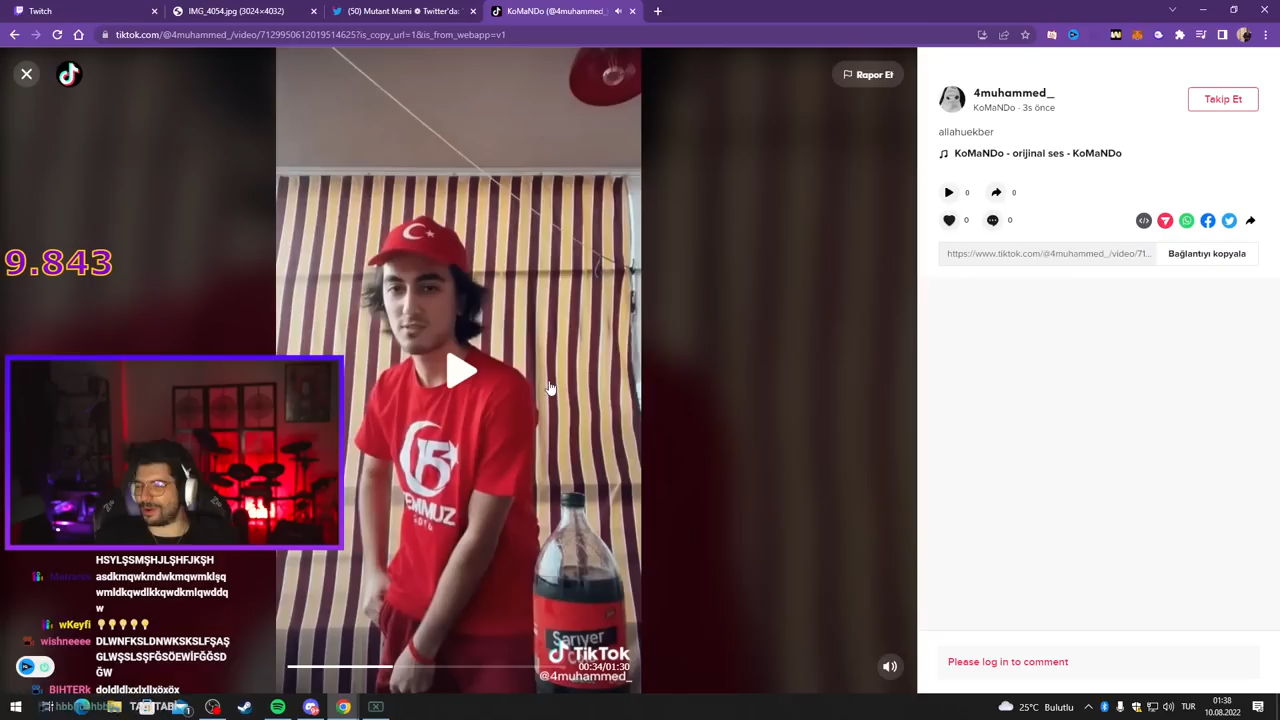 Twitch
IMG_4054.jpg (3024×4032)
(50) Mutant Mami ☻ Twitter'da:
KoMaNDo (@4muhammed_)
tiktok.com/@4muhammed_/video/7129950612019514625?is_copy_url=1&is_from_webapp=v1
Rapor Et
4muhammed_
KoMaNDo · 3s önce
Takip Et
allahuekber
KoMaNDo - orijinal ses - KoMaNDo
0
0
0
0
https://www.tiktok.com/@4muhammed_/video/71...
Bağlantıyı kopyala
9.843
15
TEMMUZ
2016
Sarıyer
HSYLŞSMŞHJLŞHFJKŞH
asdkmqwkmdwkmqwmklşq
wmldkqwdlkkqwdkmlqwddq
w
wKeyfi
wishneeee DLWNFKSLDNWKSKSLFŞAŞ
GLWŞSLSŞFĞSÖEWİFĞĞSD
ĞW
BIHTERk doldldlxxlxllxöxöx
TikTok
00:34/01:30
@4muhammed_
Please log in to comment
25°C Bulutlu
TUR
01:38
10.08.2022